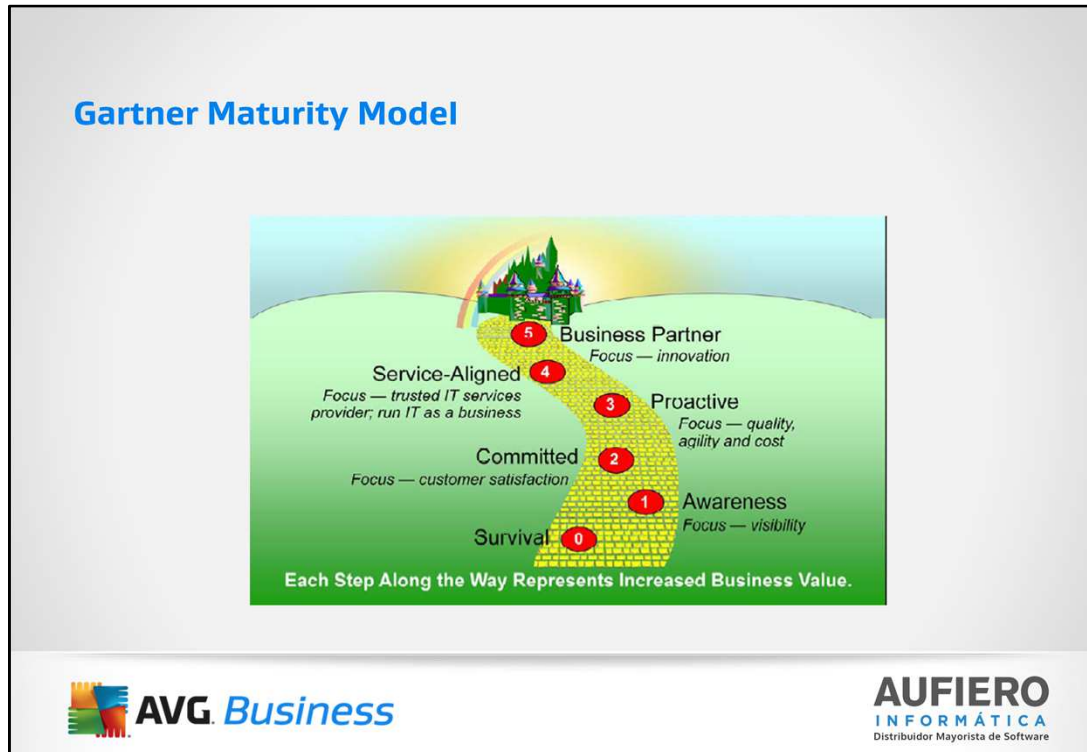 Gartner Maturity Model
5 Business Partner
Focus — innovation
Service-Aligned 4
Focus — trusted IT services
provider; run IT as a business
3 Proactive
Focus — quality,
agility and cost
Committed 2
Focus — customer satisfaction
1 Awareness
Focus — visibility
Survival 0
Each Step Along the Way Represents Increased Business Value.
AVG. Business
AUFIERO
INFORMÁTICA
Distribuidor Mayorista de Software